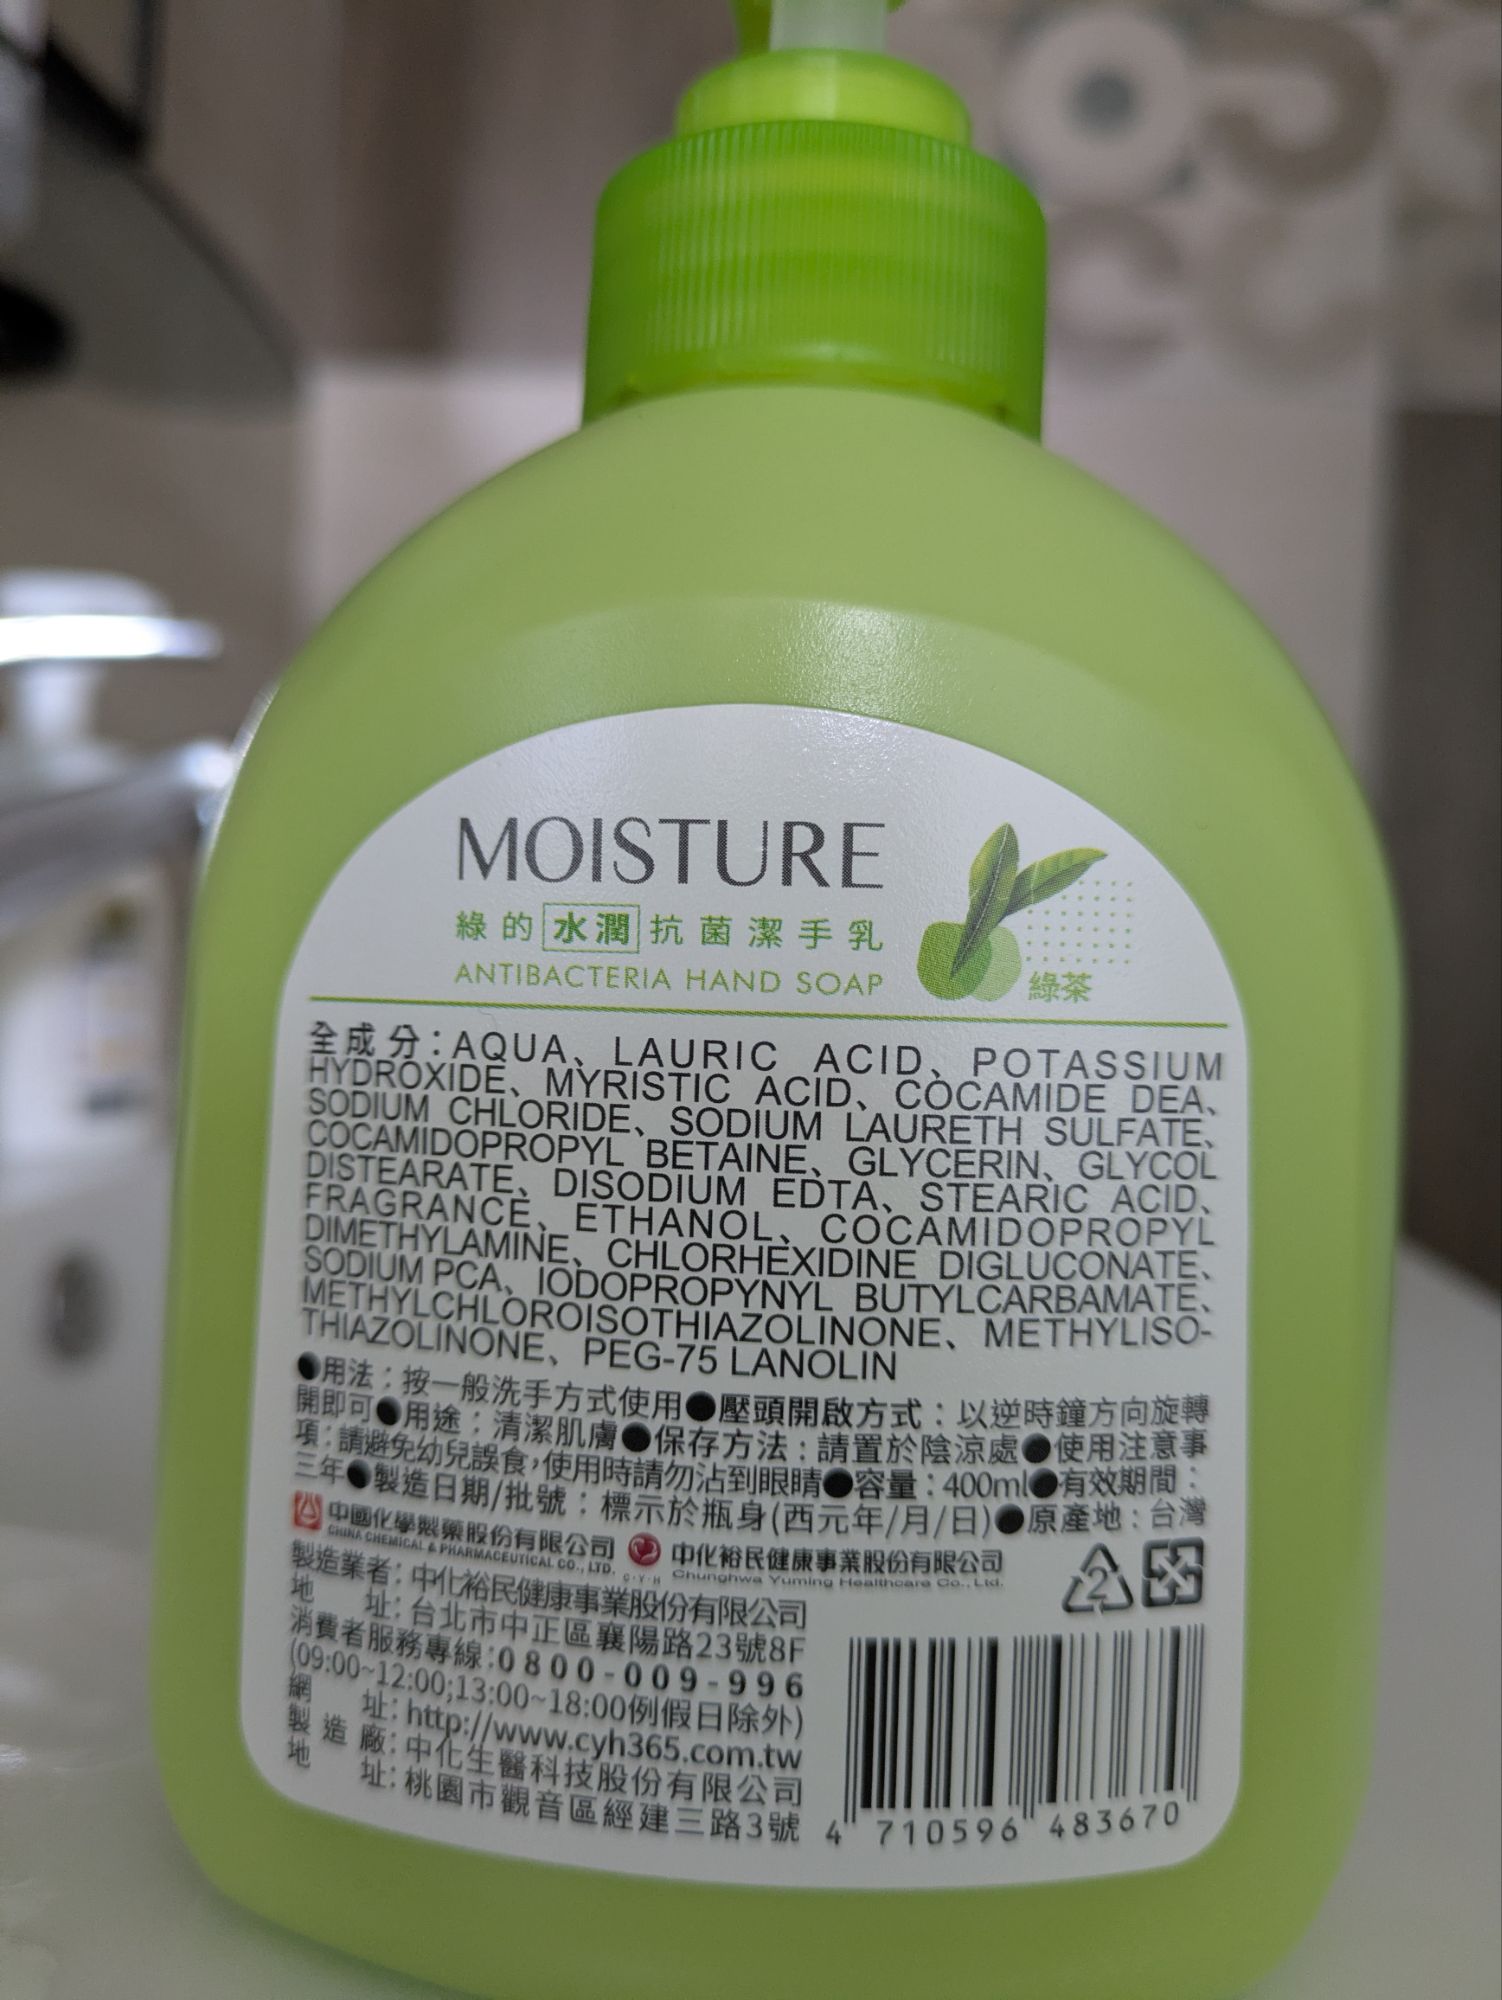 MOISTURE
綠的水潤抗菌潔手乳
ANTIBACTERIA HAND SOAP
綠茶
全成分：AQUA、LAURIC ACID、POTASSIUM
HYDROXIDE、MYRISTIC ACID、COCAMIDE DEA、
SODIUM CHLORIDE、SODIUM LAURETH SULFATE、
COCAMIDOPROPYL BETAINE、GLYCERIN、GLYCOL
DISTEARATE、DISODIUM EDTA、STEARIC ACID、
FRAGRANCE、ETHANOL、COCAMIDOPROPYL
DIMETHYLAMINE、CHLORHEXIDINE DIGLUCONATE、
SODIUM PCA、IODOPROPYNYL BUTYLCARBAMATE、
METHYLCHLOROISOTHIAZOLINONE、METHYLISO-
THIAZOLINONE、PEG-75 LANOLIN
●用法：按一般洗手方式使用●壓頭開啟方式：以逆時鐘方向旋轉
開即可●用途：清潔肌膚●保存方法：請置於陰涼處●使用注意事
項：請避免幼兒誤食，使用時請勿沾到眼睛●容量：400ml●有效期間：
三年●製造日期/批號：標示於瓶身(西元年/月/日)●原產地：台灣
中國化學製藥股份有限公司
CHINA CHEMICAL & PHARMACEUTICAL CO., LTD.
C·Y·H
中化裕民健康事業股份有限公司
Chunghwa Yuming Healthcare Co., Ltd.
2
製造業者：中化裕民健康事業股份有限公司
地 址：台北市中正區襄陽路23號8F
消費者服務專線：0800-009-996
(09:00~12:00;13:00~18:00例假日除外)
網 址：http://www.cyh365.com.tw
製造廠：中化生醫科技股份有限公司
地 址：桃園市觀音區經建三路3號
4 710596 483670